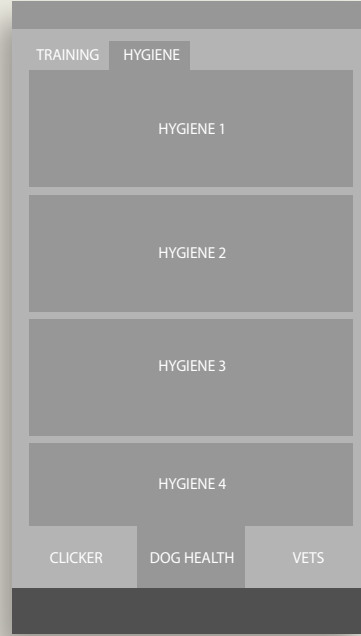 TRAINING HYGIENE
HYGIENE 1
HYGIENE 2
HYGIENE 3
HYGIENE 4
CLICKER DOG HEALTH VETS